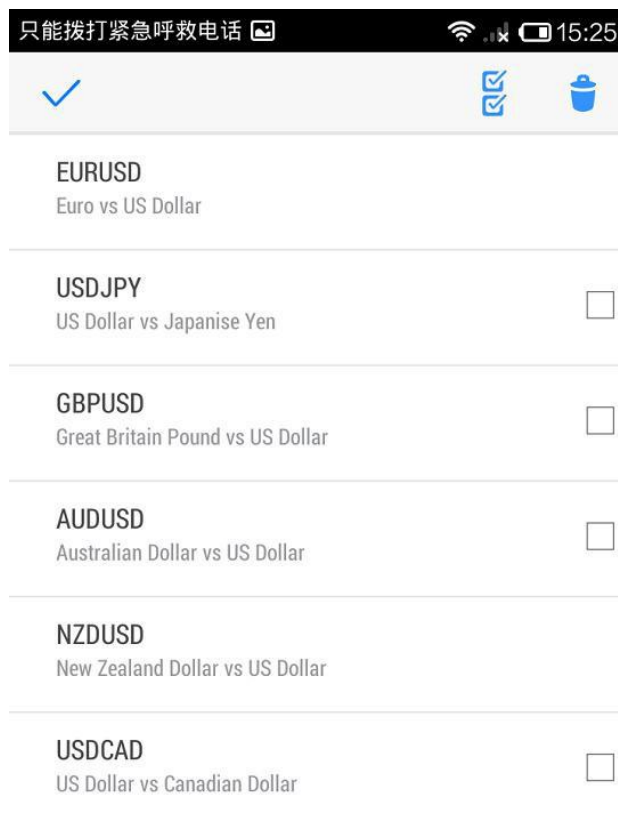 只能拨打紧急呼救电话 15:25
EURUSD
Euro vs US Dollar
USDJPY
US Dollar vs Japanise Yen
GBPUSD
Great Britain Pound vs US Dollar
AUDUSD
Australian Dollar vs US Dollar
NZDUSD
New Zealand Dollar vs US Dollar
USDCAD
US Dollar vs Canadian Dollar